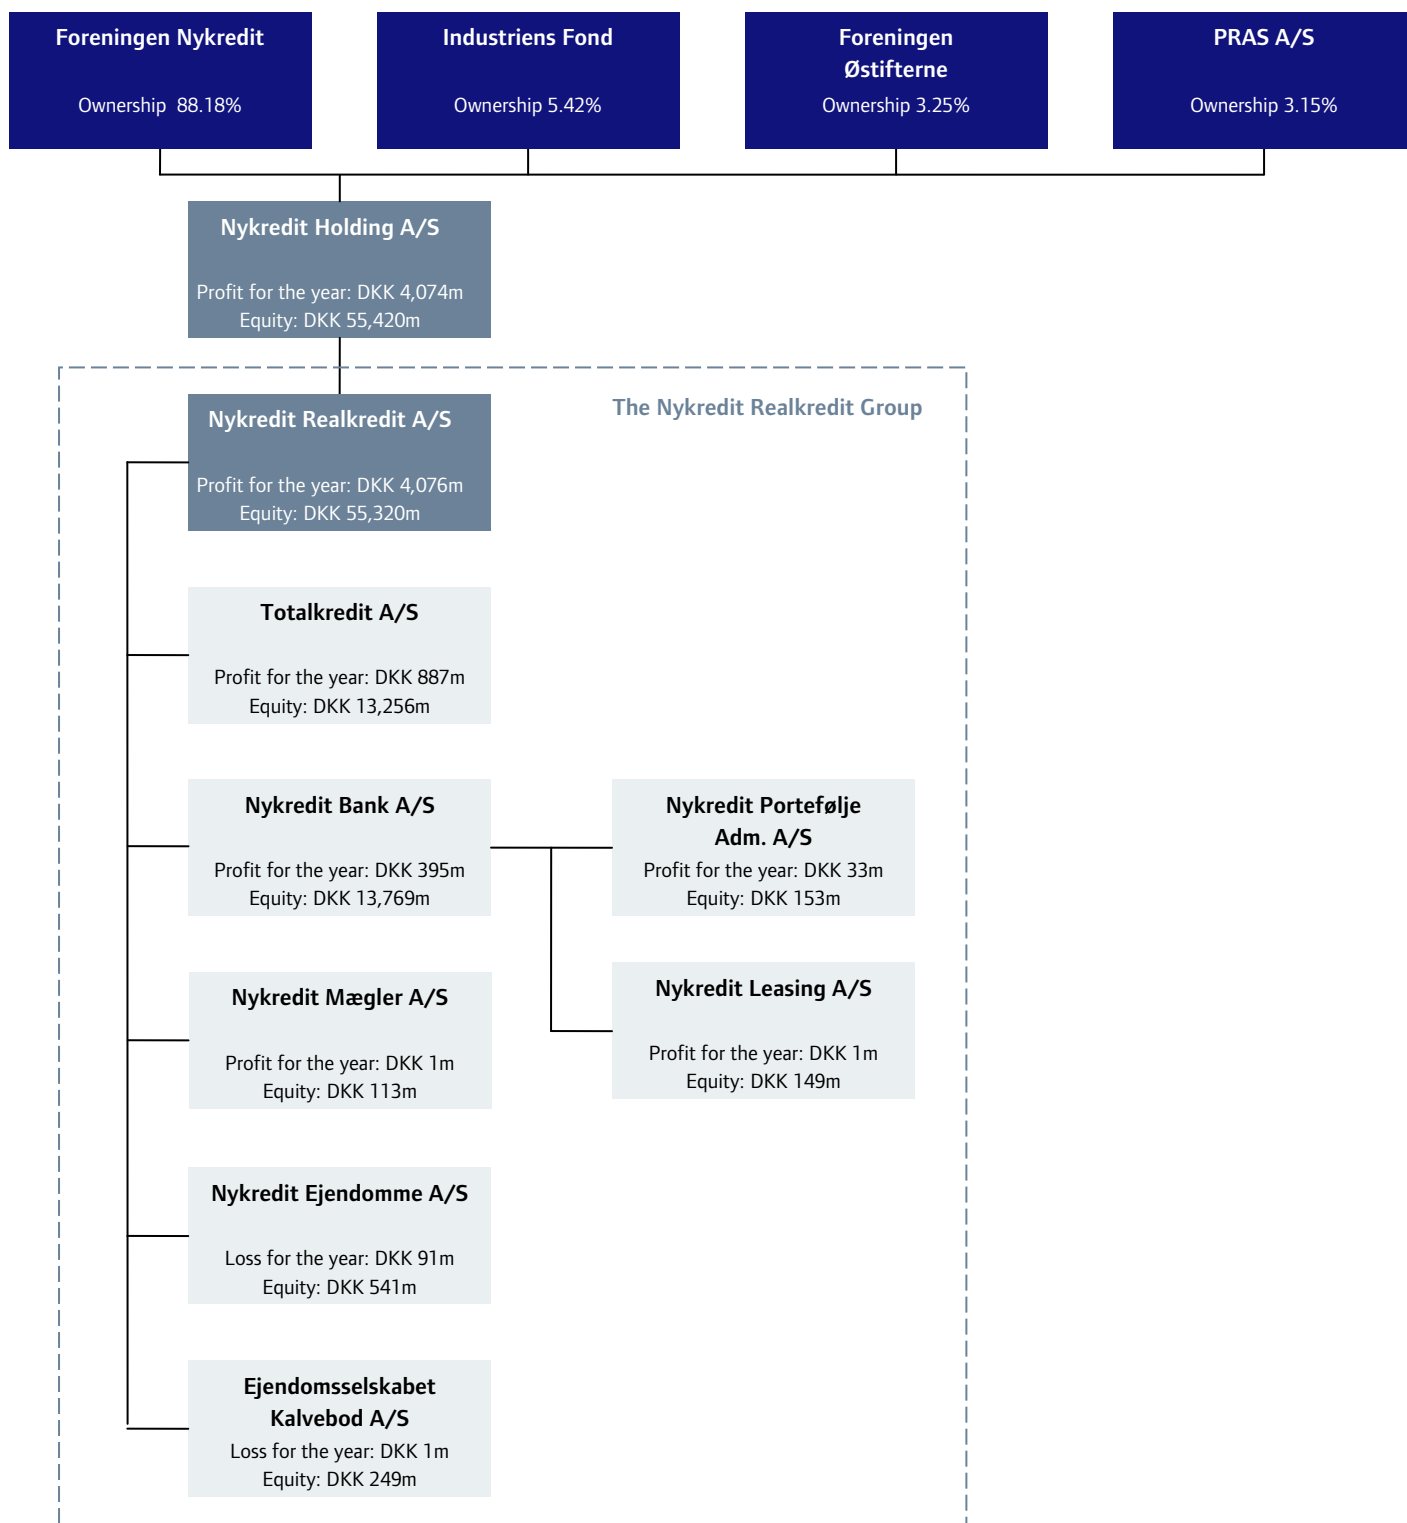 Foreningen Nykredit
Ownership 88.18%
Industriens Fond
Ownership 5.42%
Foreningen
Østifterne
Ownership 3.25%
PRAS A/S
Ownership 3.15%
Nykredit Holding A/S
Profit for the year: DKK 4,074m
Equity: DKK 55,420m
The Nykredit Realkredit Group
Nykredit Realkredit A/S
Profit for the year: DKK 4,076m
Equity: DKK 55,320m
Totalkredit A/S
Profit for the year: DKK 887m
Equity: DKK 13,256m
Nykredit Bank A/S
Profit for the year: DKK 395m
Equity: DKK 13,769m
Nykredit Portefølje
Adm. A/S
Profit for the year: DKK 33m
Equity: DKK 153m
Nykredit Leasing A/S
Profit for the year: DKK 1m
Equity: DKK 149m
Nykredit Mægler A/S
Profit for the year: DKK 1m
Equity: DKK 113m
Nykredit Ejendomme A/S
Loss for the year: DKK 91m
Equity: DKK 541m
Ejendomsselskabet
Kalvebod A/S
Loss for the year: DKK 1m
Equity: DKK 249m